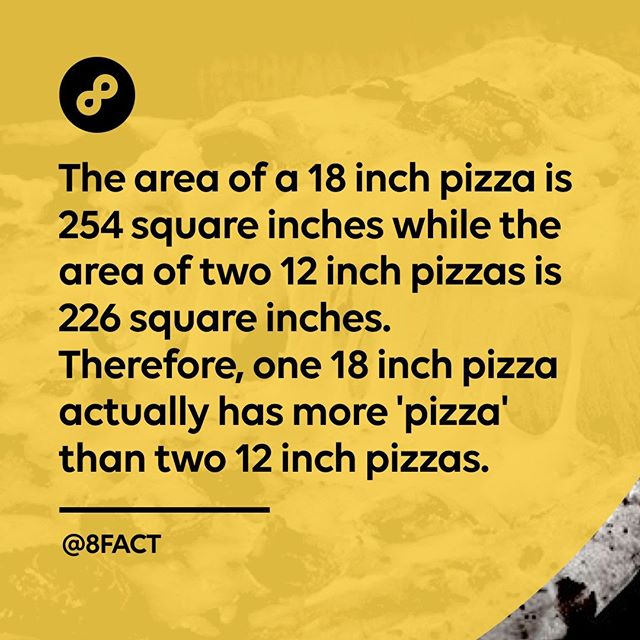 The area of a 18 inch pizza is
254 square inches while the
area of two 12 inch pizzas is
226 square inches.
Therefore, one 18 inch pizza
actually has more 'pizza'
than two 12 inch pizzas.
@8FACT